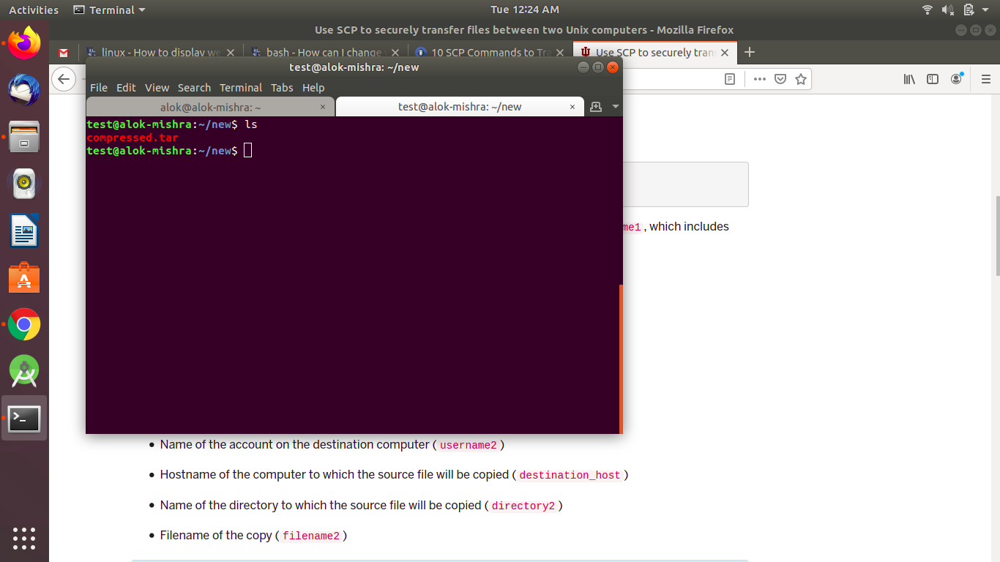 Activities Terminal Tue 12:24 AM
Use SCP to securely transfer files between two Unix computers - Mozilla Firefox
linux - How to display we
bash - How can I change
10 SCP Commands to Tra
Use SCP to securely tran
test@alok-mishra: ~/new
File Edit View Search Terminal Tabs Help
alok@alok-mishra: ~ × test@alok-mishra: ~/new ×
test@alok-mishra:~/new$ ls
compressed.tar
test@alok-mishra:~/new$
me1 , which includes
• Name of the account on the destination computer ( username2 )
• Hostname of the computer to which the source file will be copied ( destination_host )
• Name of the directory to which the source file will be copied ( directory2 )
• Filename of the copy ( filename2 )